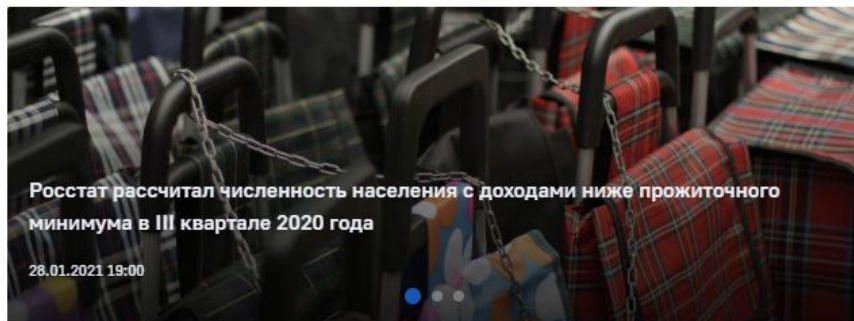 Росстат рассчитал численность населения с доходами ниже прожиточного
минимума в III квартале 2020 года
28.01.2021 19:00